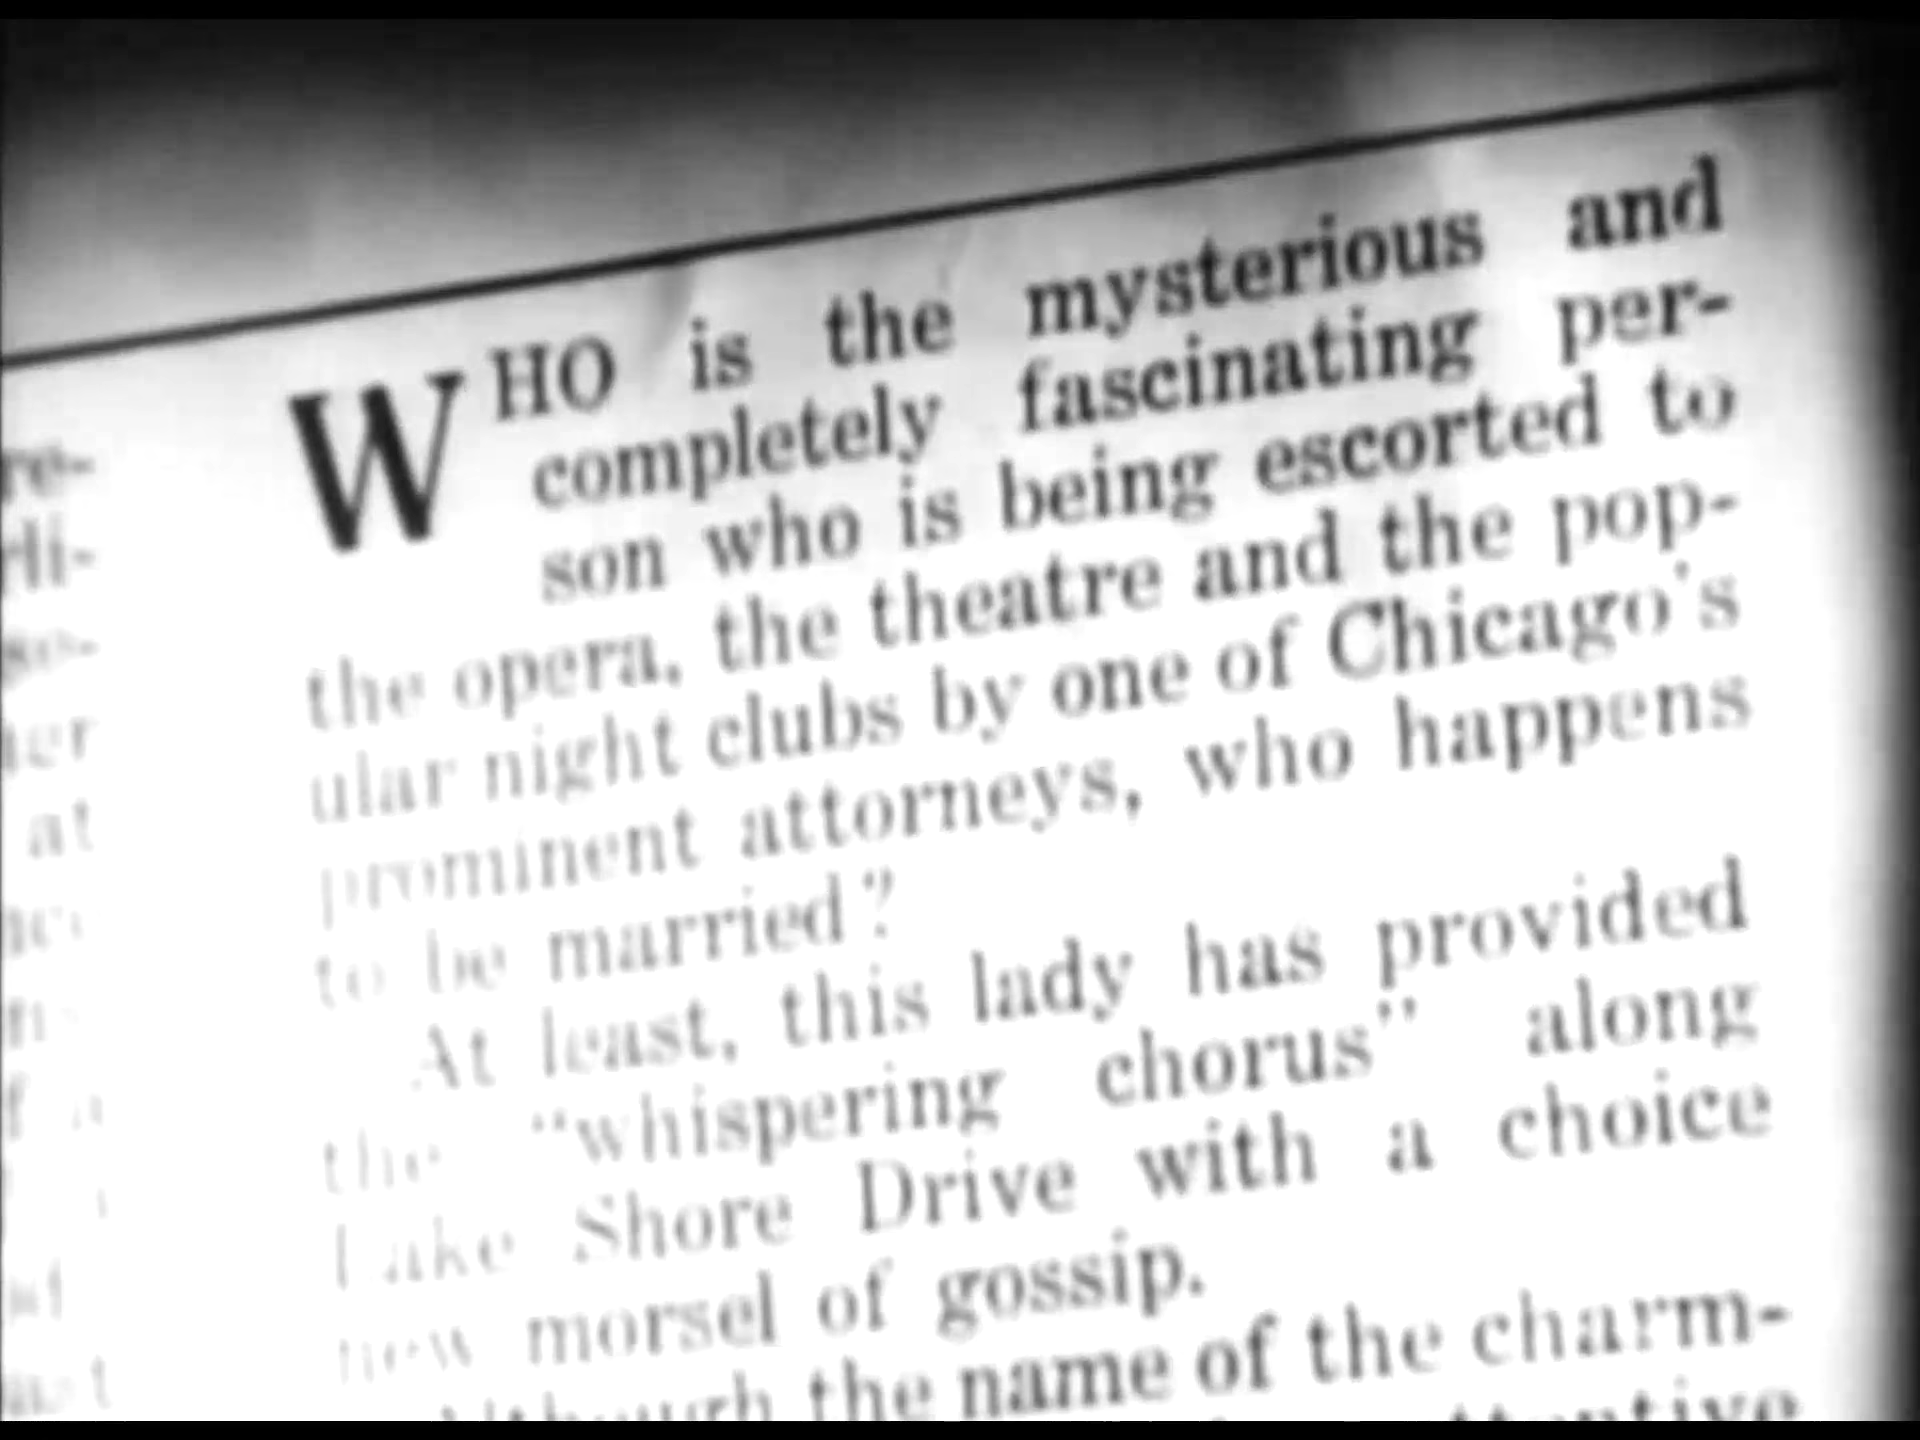 WHO is the mysterious and
completely fascinating per-
son who is being escorted to
the opera, the theatre and the pop-
ular night clubs by one of Chicago's
prominent attorneys, who happens
to be married?
At least, this lady has provided
the "whispering chorus" along
Lake Shore Drive with a choice
new morsel of gossip.
Although the name of the charm-
attentive
re-
at